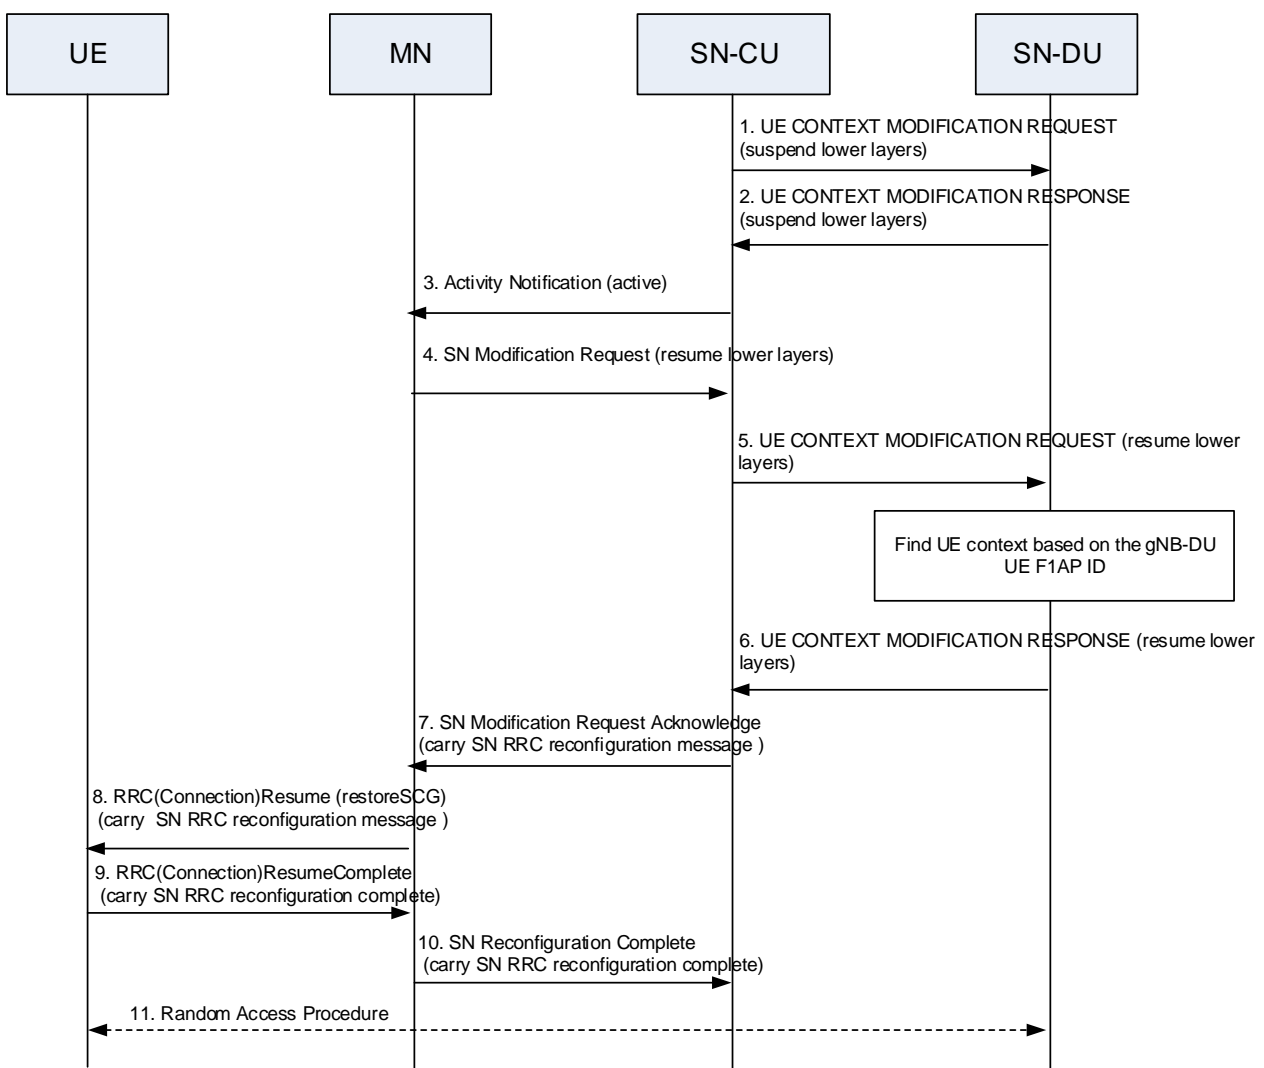 UE
MN
SN-CU
SN-DU
1. UE CONTEXT MODIFICATION REQUEST
(suspend lower layers)
2. UE CONTEXT MODIFICATION RESPONSE
(suspend lower layers)
3. Activity Notification (active)
4. SN Modification Request (resume lower layers)
5. UE CONTEXT MODIFICATION REQUEST (resume lower
layers)
Find UE context based on the gNB-DU
UE F1AP ID
6. UE CONTEXT MODIFICATION RESPONSE (resume lower
layers)
7. SN Modification Request Acknowledge
(carry SN RRC reconfiguration message )
8. RRC(Connection)Resume (restoreSCG)
(carry SN RRC reconfiguration message )
9. RRC(Connection)ResumeComplete
(carry SN RRC reconfiguration complete)
10. SN Reconfiguration Complete
(carry SN RRC reconfiguration complete)
11. Random Access Procedure